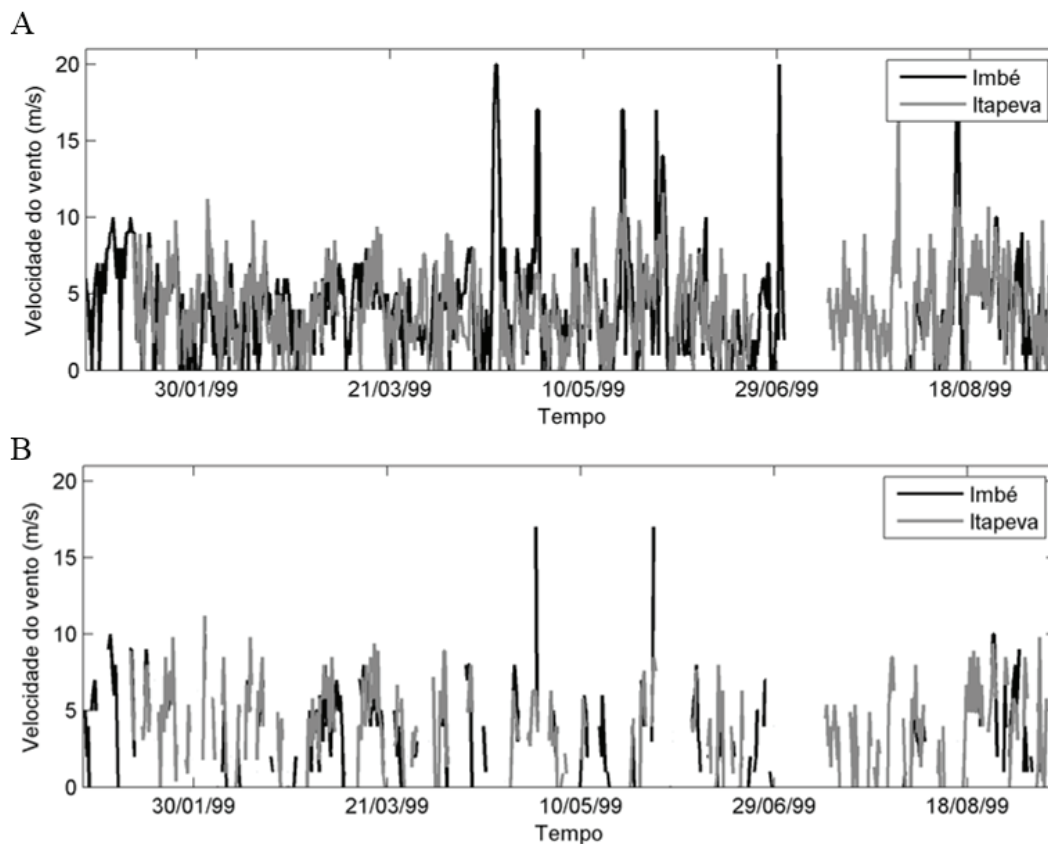 A
Velocidade do vento (m/s)
20
15
10
5
0
Imbé
Itapeva
30/01/99 21/03/99 10/05/99 29/06/99 18/08/99
Tempo
B
Velocidade do vento (m/s)
20
15
10
5
0
Imbé
Itapeva
30/01/99 21/03/99 10/05/99 29/06/99 18/08/99
Tempo